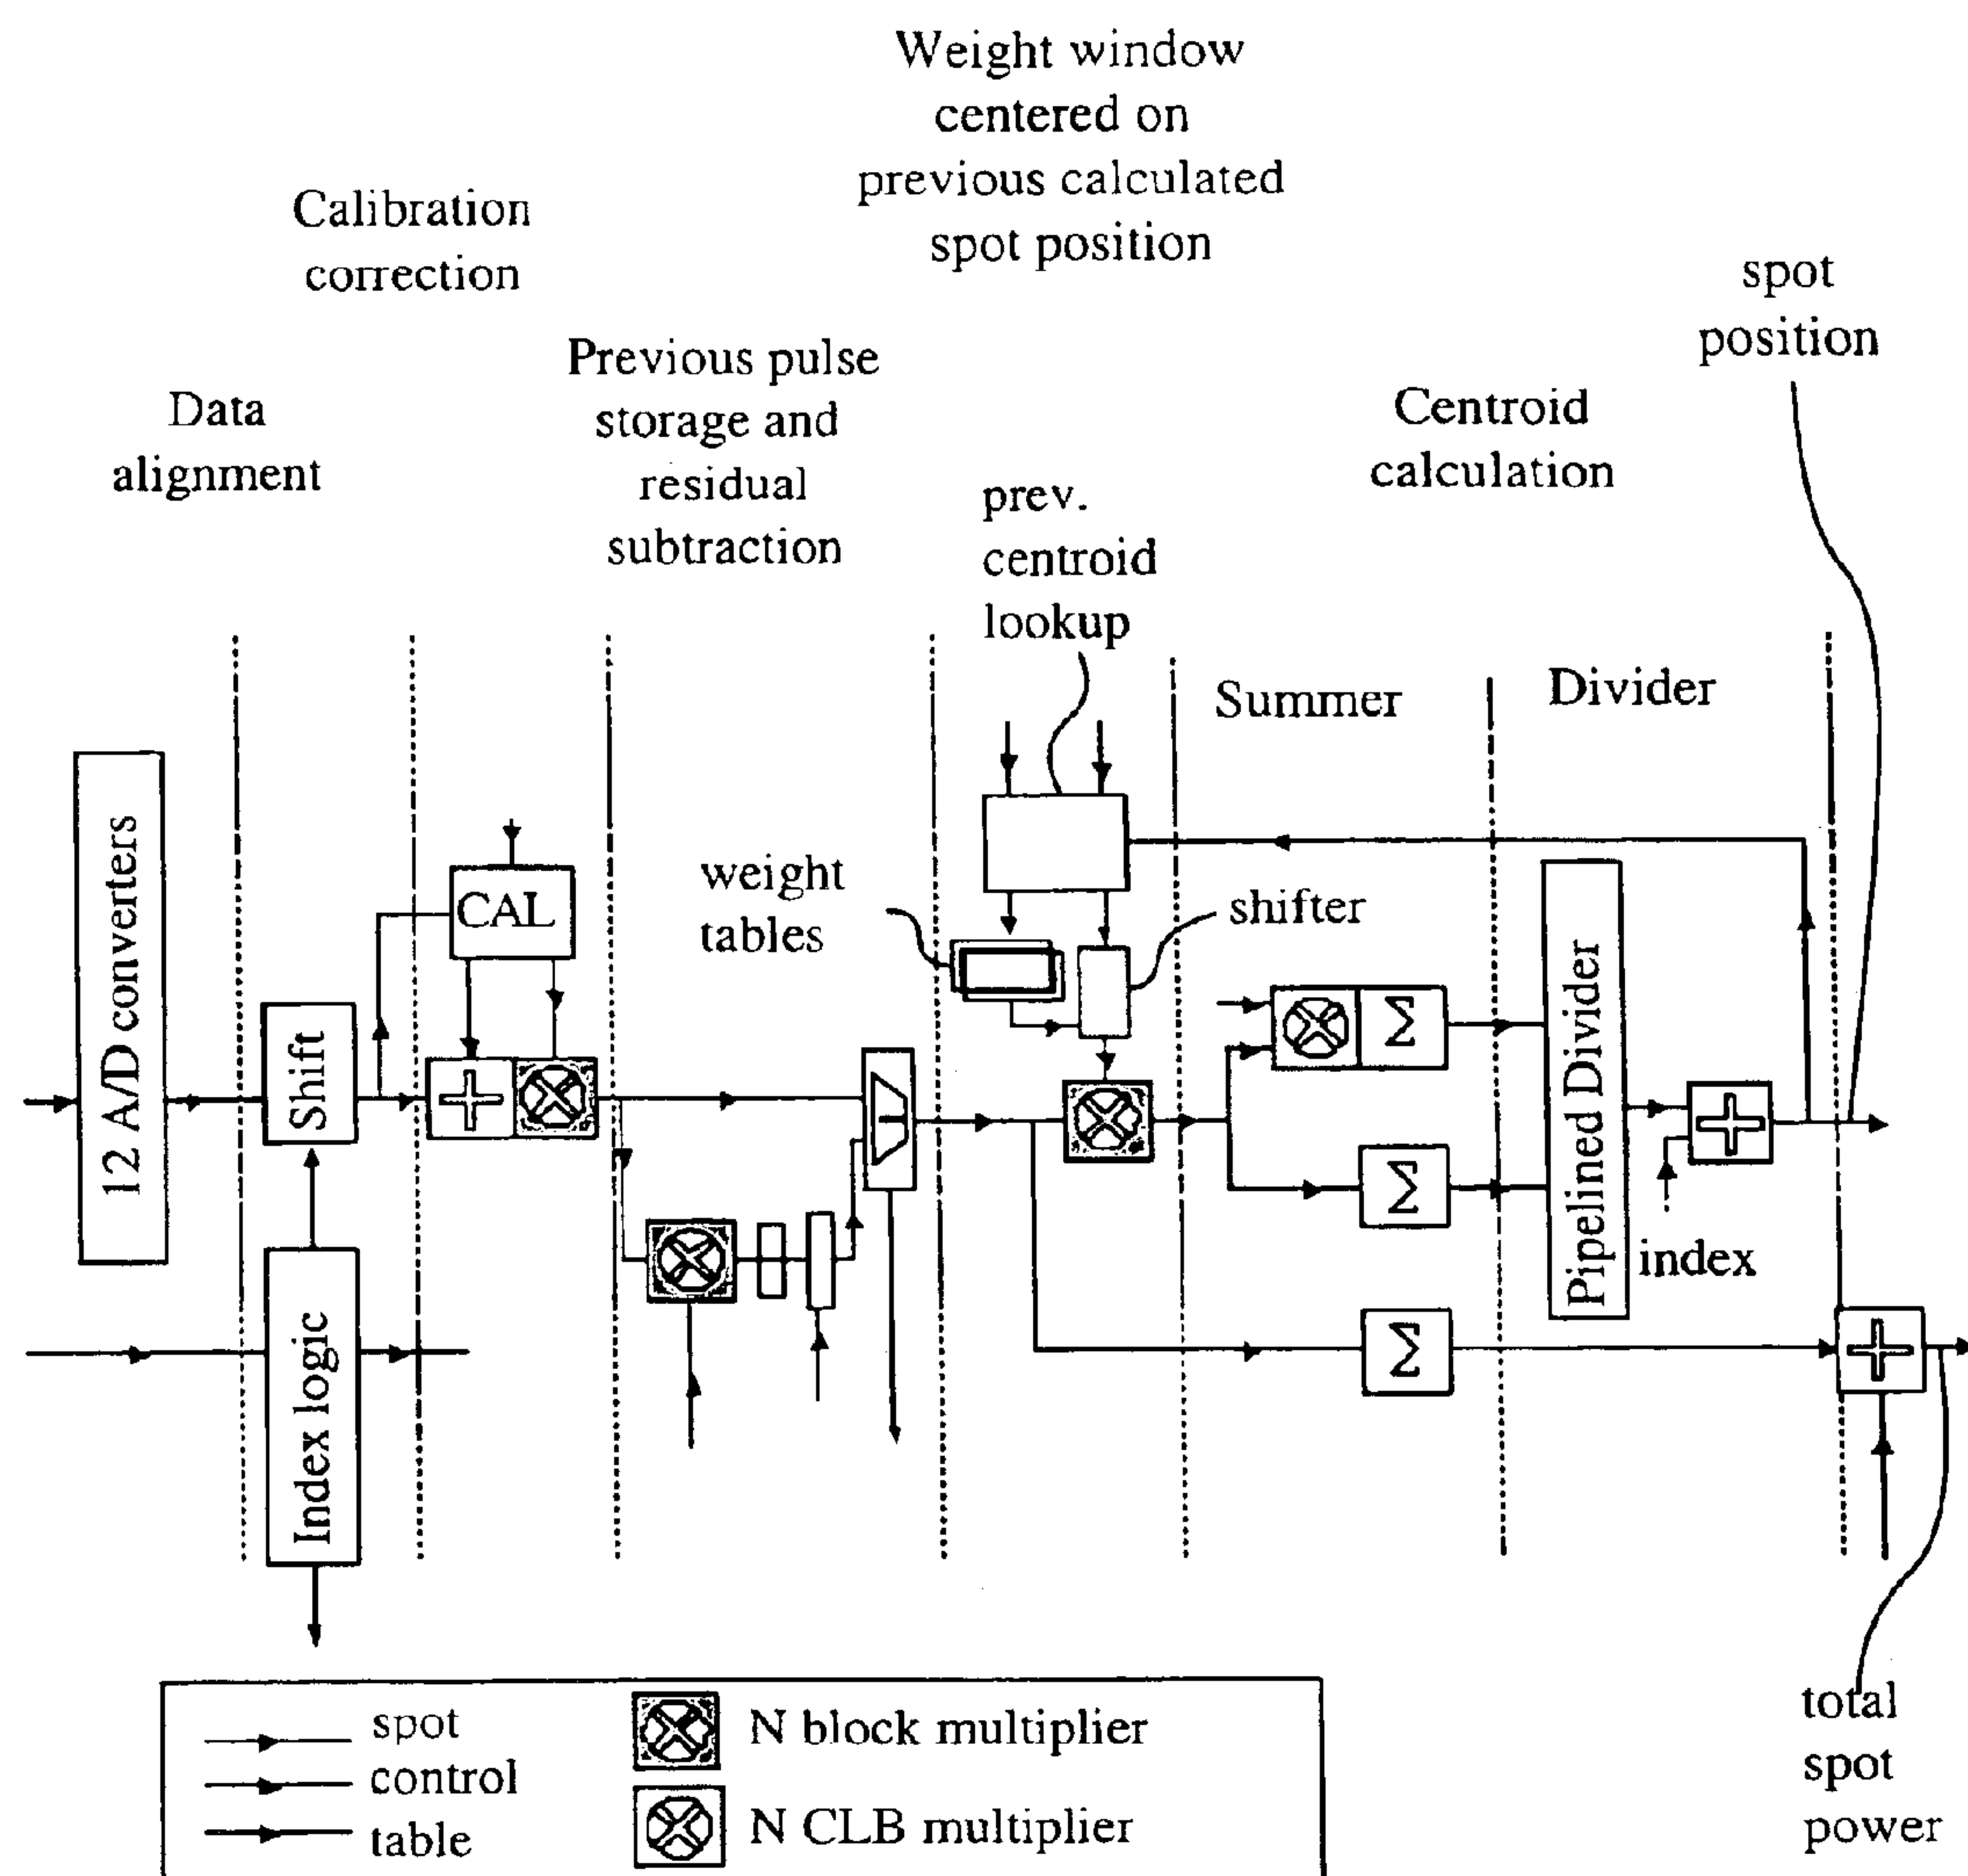 Weight window
centered on
previous calculated
spot position
Calibration
correction
spot
position
Previous pulse
storage and
residual
subtraction
Data
alignment
Centroid
calculation
prev.
centroid
lookup
Summer
Divider
12 A/D converters
CAL
weight
tables
shifter
Shift
Σ
Pipelined Divider
Σ
index
Index logic
Σ
spot
control
table
N block multiplier
N CLB multiplier
total
spot
power